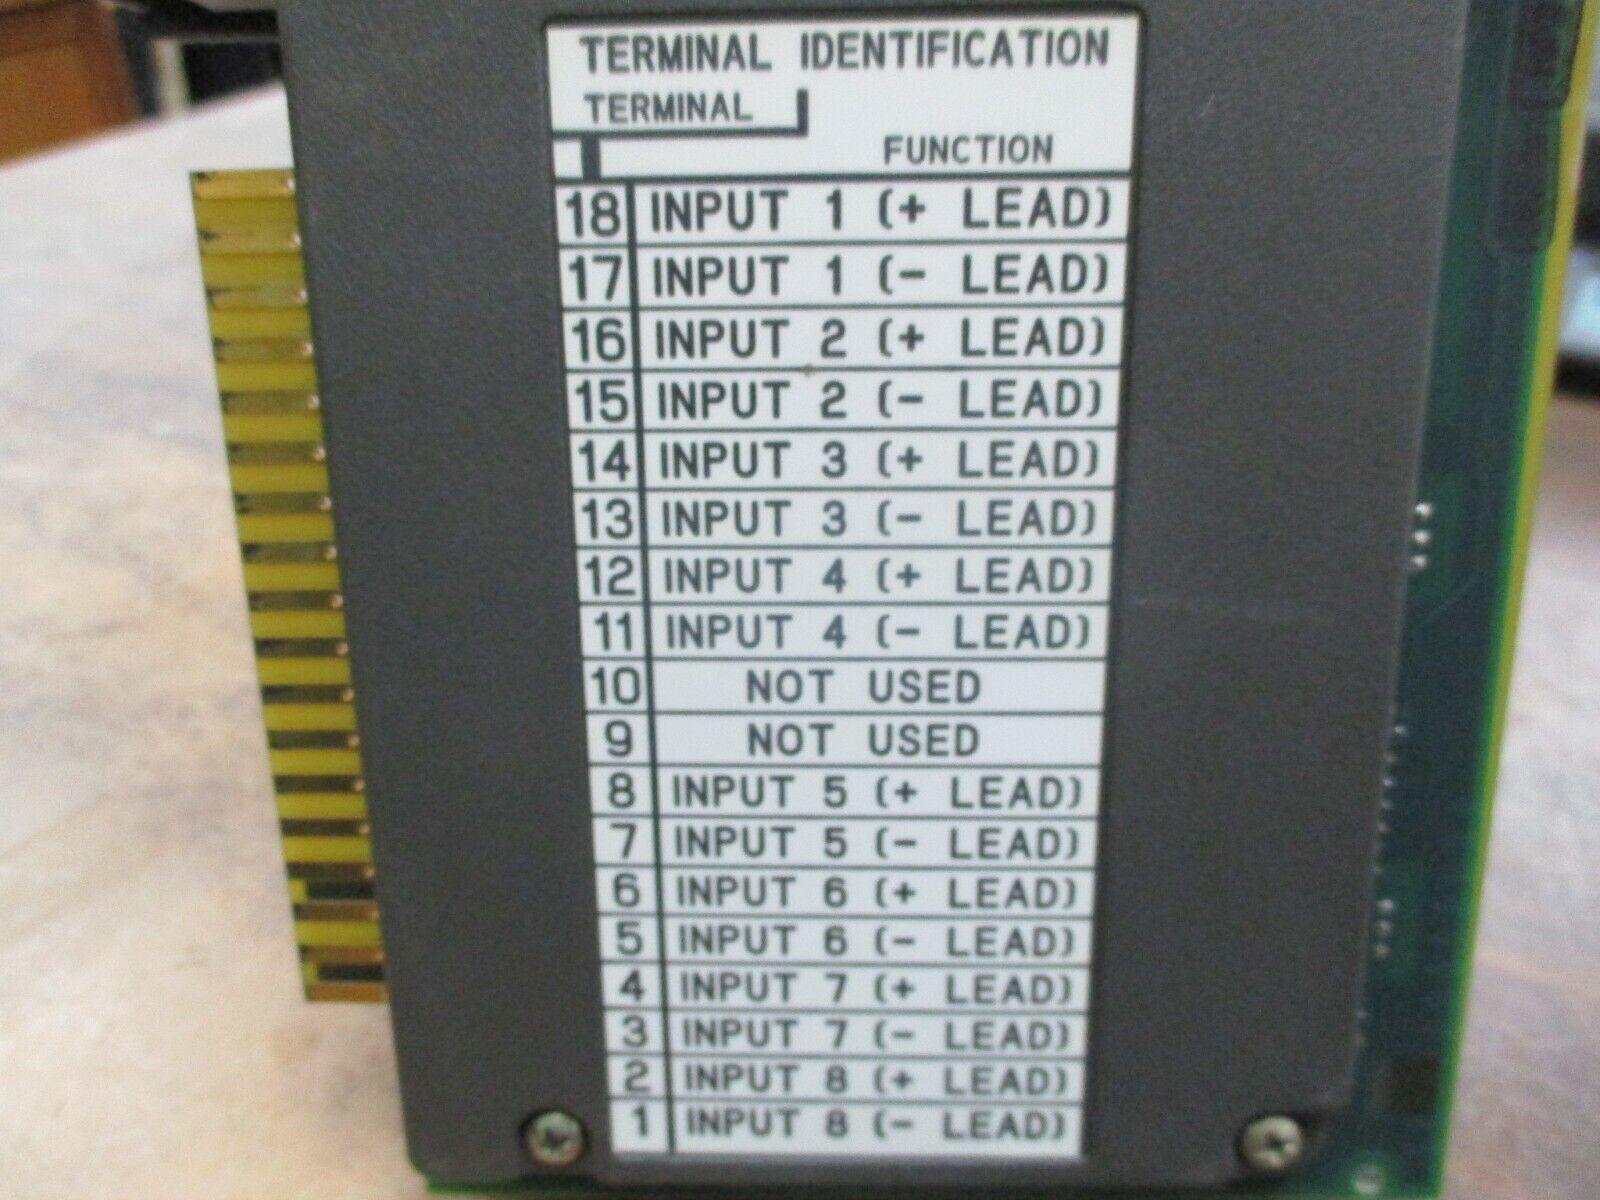 TERMINAL IDENTIFICATION
TERMINAL
FUNCTION
18 INPUT 1 (+ LEAD)
17 INPUT 1 (- LEAD)
16 INPUT 2 (+ LEAD)
15 INPUT 2 (- LEAD)
14 INPUT 3 (+ LEAD)
13 INPUT 3 (- LEAD)
12 INPUT 4 (+ LEAD)
11 INPUT 4 (- LEAD)
10 NOT USED
9 NOT USED
8 INPUT 5 (+ LEAD)
7 INPUT 5 (- LEAD)
6 INPUT 6 (+ LEAD)
5 INPUT 6 (- LEAD)
4 INPUT 7 (+ LEAD)
3 INPUT 7 (- LEAD)
2 INPUT 8 (+ LEAD)
1 INPUT 8 (- LEAD)